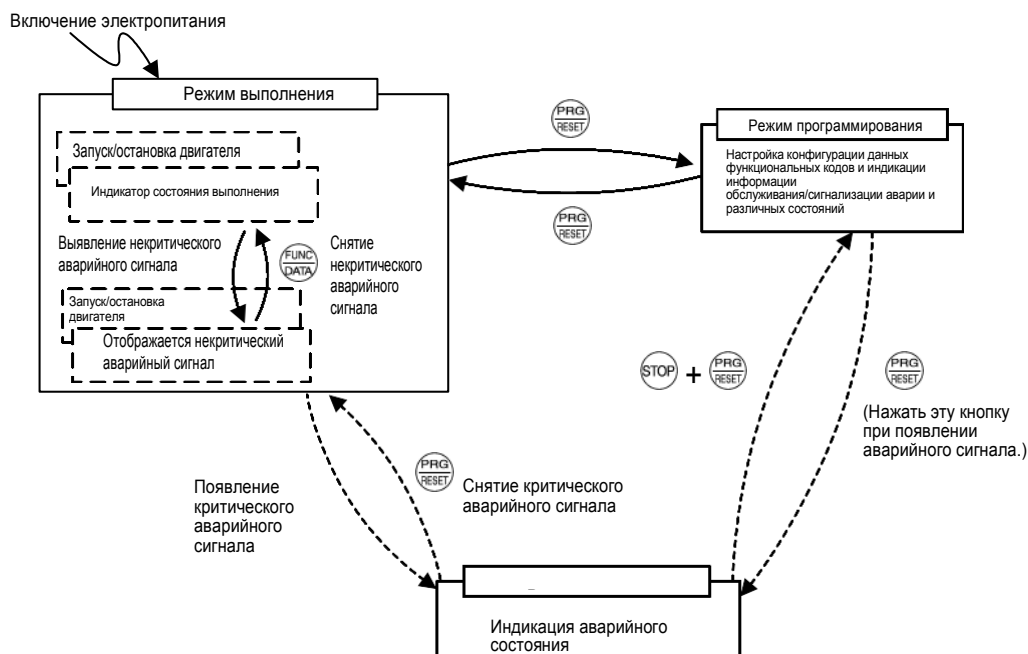 Включение электропитания
Режим выполнения
Запуск/остановка двигателя
Индикатор состояния выполнения
Выявление некритического
аварийного сигнала
FUNC
DATA
Снятие
некритического
аварийного
сигнала
Запуск/остановка
двигателя
Отображается некритический
аварийный сигнал
PRG
RESET
PRG
RESET
Режим программирования
Настройка конфигурации данных
функциональных кодов и индикации
информации
обслуживания/сигнализации аварии и
различных состояний
STOP + PRG
RESET
PRG
RESET
(Нажать эту кнопку
при появлении
аварийного сигнала.)
Появление
критического
аварийного
сигнала
PRG
RESET
Снятие критического
аварийного сигнала
Индикация аварийного
состояния